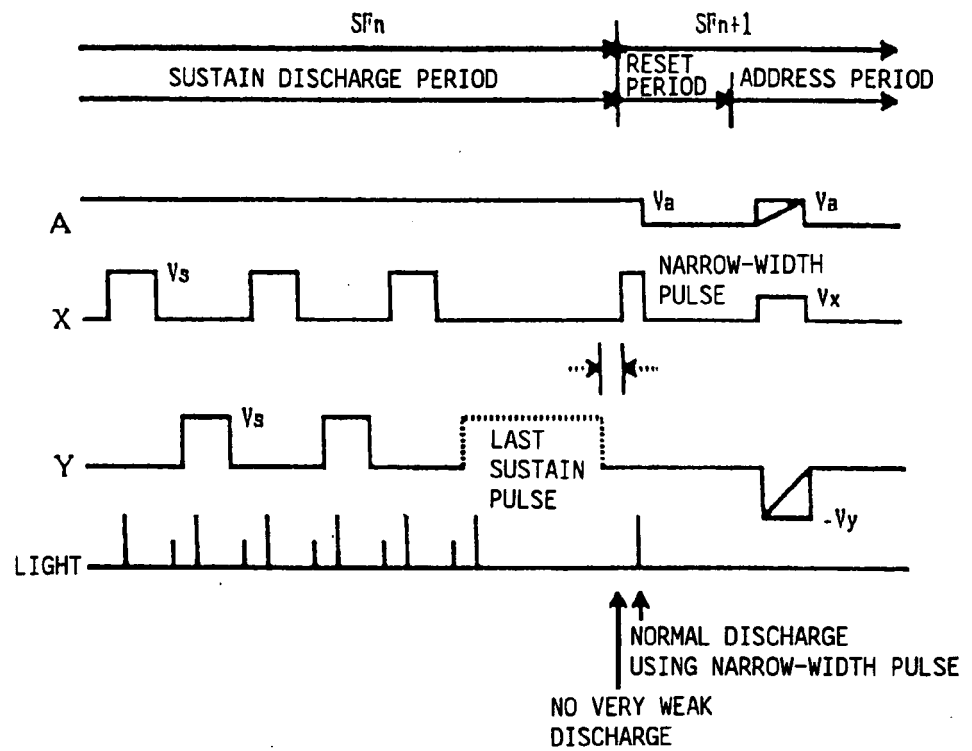 SFn
SFn+1
SUSTAIN DISCHARGE PERIOD
RESET
PERIOD
ADDRESS PERIOD
A
Va
Va
X
Vs
NARROW-WIDTH
PULSE
Vx
Y
Vs
LAST
SUSTAIN
PULSE
-Vy
LIGHT
NORMAL DISCHARGE
USING NARROW-WIDTH PULSE
NO VERY WEAK
DISCHARGE